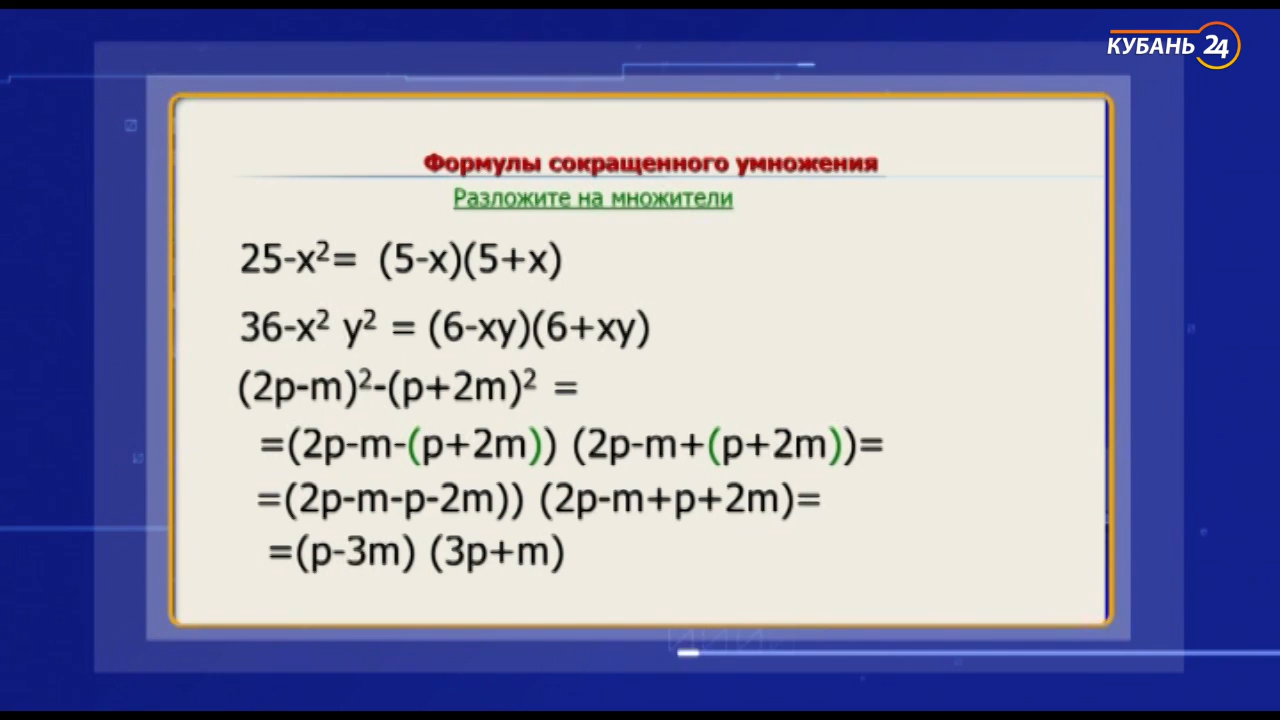 КУБАНЬ 24
Формулы сокращенного умножения
Разложите на множители
25-x²= (5-x)(5+x)
36-x² y² = (6-xy)(6+xy)
(2p-m)²-(p+2m)² =
=(2p-m-(p+2m)) (2p-m+(p+2m))=
=(2p-m-p-2m)) (2p-m+p+2m)=
=(p-3m) (3p+m)